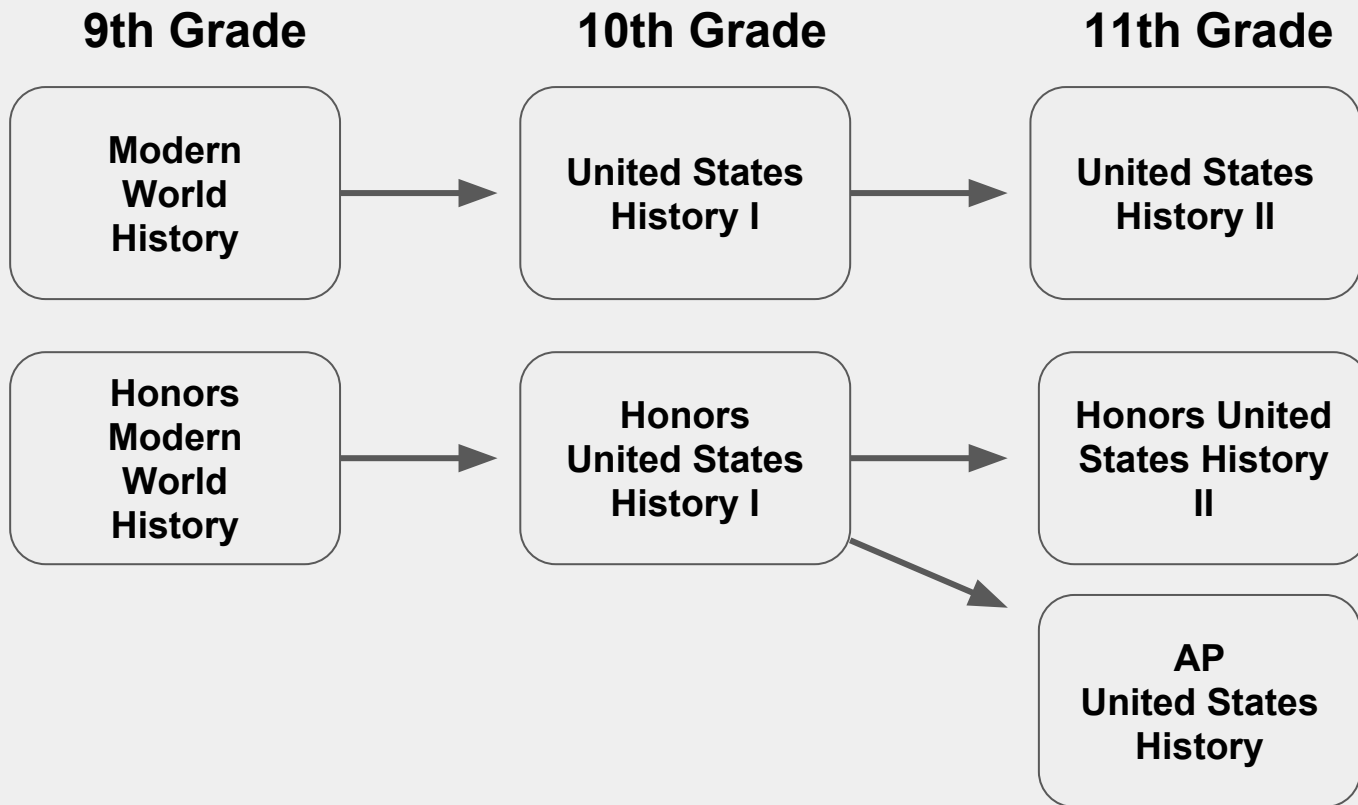 9th Grade
10th Grade
11th Grade
Modern
World
History
United States
History I
United States
History II
Honors
Modern
World
History
Honors
United States
History I
Honors United
States History
II
AP
United States
History